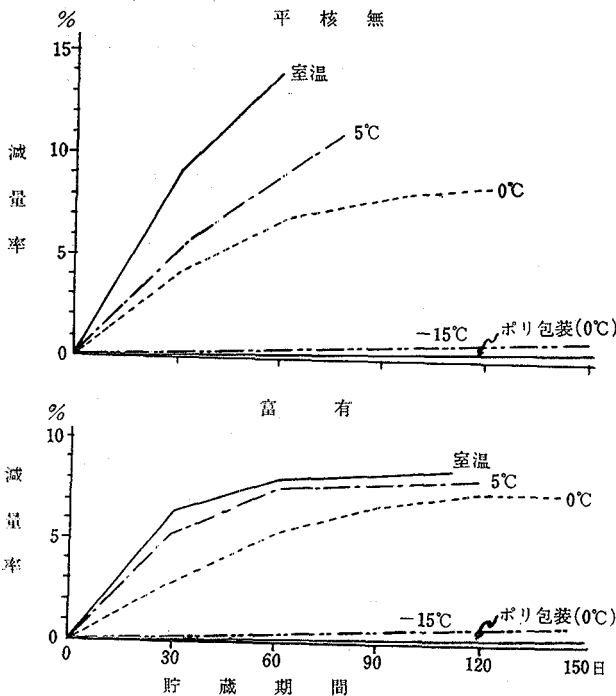 平核無
%
15
10
5
0
減量率
室温
5℃
0℃
−15℃
ポリ包装(0℃)
富有
%
10
5
0
減量率
室温
5℃
0℃
−15℃
ポリ包装(0℃)
0 30 60 90 120 150日
貯蔵期間